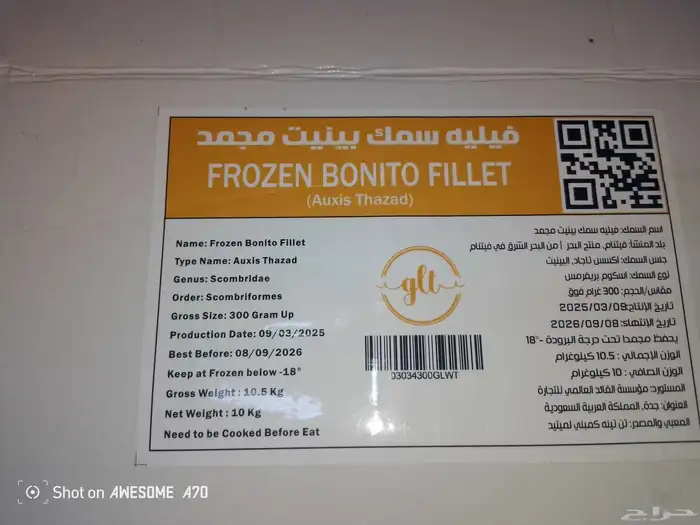 فيليه سمك بينيت مجمد
FROZEN BONITO FILLET
(Auxis Thazad)
Name: Frozen Bonito Fillet
Type Name: Auxis Thazad
Genus: Scombridae
Order: Scombriformes
Gross Size: 300 Gram Up
Production Date: 09/03/2025
Best Before: 08/09/2026
Keep at Frozen below -18°
Gross Weight : 10.5 Kg
Net Weight : 10 Kg
Need to be Cooked Before Eat
glt
03034300GLWT
اسم السمك: فيليه سمك بينيت مجمد
بلد المنشأ: فيتنام، منتج البحر | من البحر الشرق في فيتنام
جنس السمك: اكسس تاجاد، البينيت
نوع السمك: اسكوم بريفرمس
مقاس/الحجم: 300 غرام فوق
تاريخ الإنتاج:2025/03/09
تاريخ الإنتهاء: 2026/09/08
يحفظ مجمدا تحت درجة البرودة -18°
الوزن الإجمالي : 10.5 كيلوغرام
الوزن الصافي : 10 كيلوغرام
المستورد: مؤسسة القائد العالمي للتجارة
العنوان: جدة، المملكة العربية السعودية
المعبي والمصدر: تن تينه كمبني لميتيد
Shot on AWESOME A70
حراج